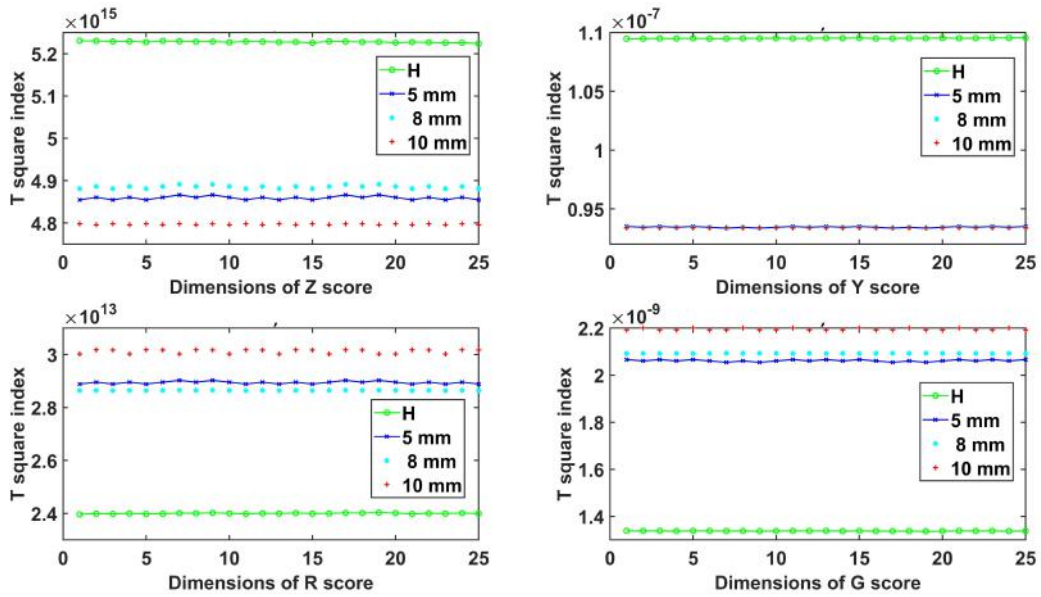 ×10^15
5.2
5.1
5
4.9
4.8
T square index
0 5 10 15 20 25
Dimensions of Z score
H
5 mm
8 mm
10 mm
×10^-7
1.1
1.05
1
0.95
T square index
0 5 10 15 20 25
Dimensions of Y score
H
5 mm
8 mm
10 mm
×10^13
3
2.8
2.6
2.4
T square index
0 5 10 15 20 25
Dimensions of R score
H
5 mm
8 mm
10 mm
×10^-9
2.2
2
1.8
1.6
1.4
T square index
0 5 10 15 20 25
Dimensions of G score
H
5 mm
8 mm
10 mm